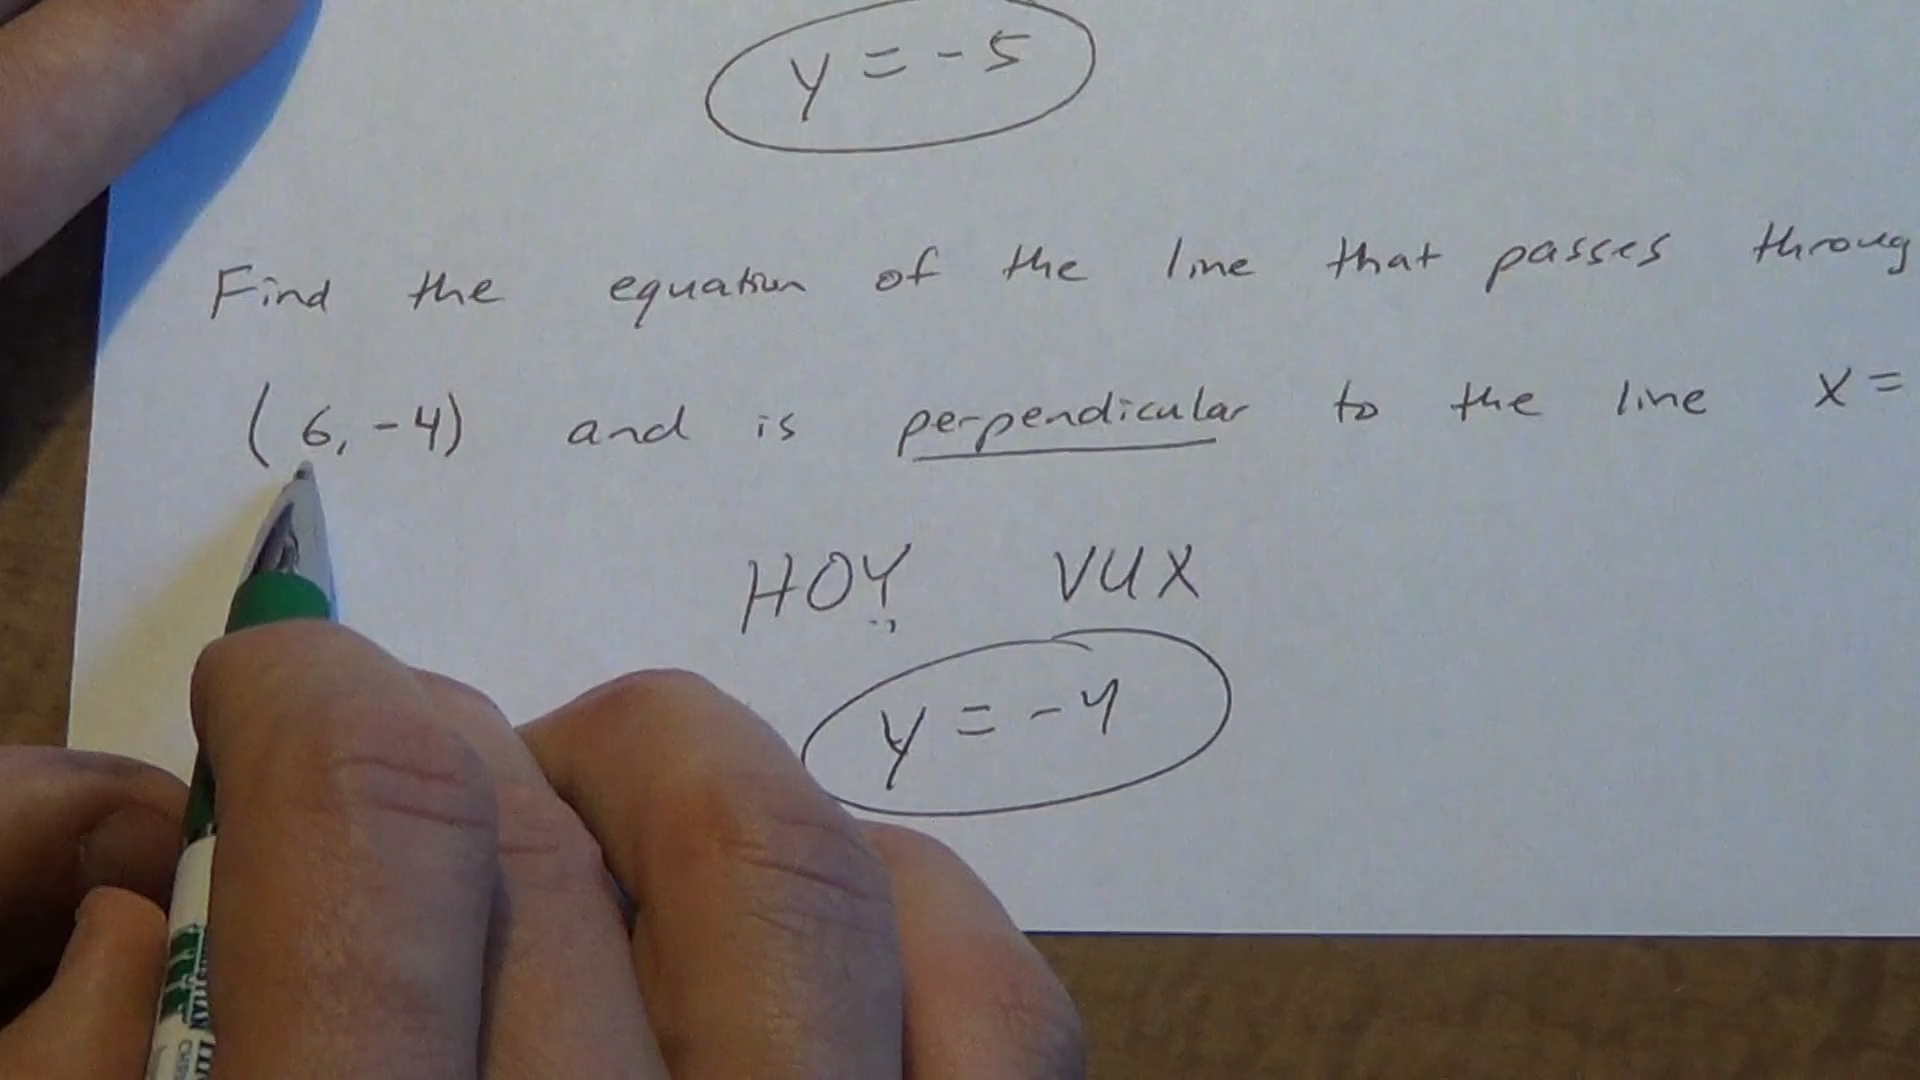 y = -5
Find the equation of the line that passes throug
(6, -4) and is perpendicular to the line x =
HOY VUX
y = -4